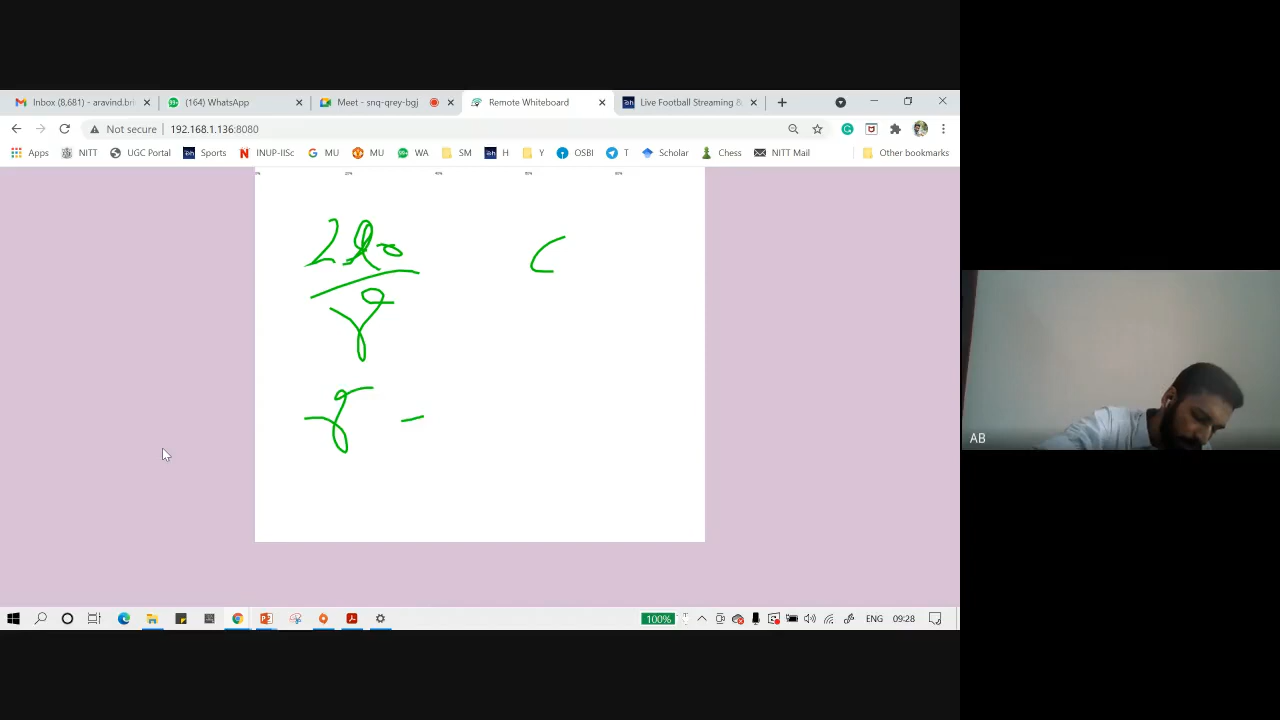 Inbox (8,681) - aravind.bri
(164) WhatsApp
Meet - snq-qrey-bgj
Remote Whiteboard
Live Football Streaming &
Not secure
192.168.1.136:8080
Apps
NITT
UGC Portal
Sports
INUP-IISc
MU
MU
WA
SM
H
Y
OSBI
T
Scholar
Chess
NITT Mail
Other bookmarks
C
γ -
AB
100%
ENG
09:28